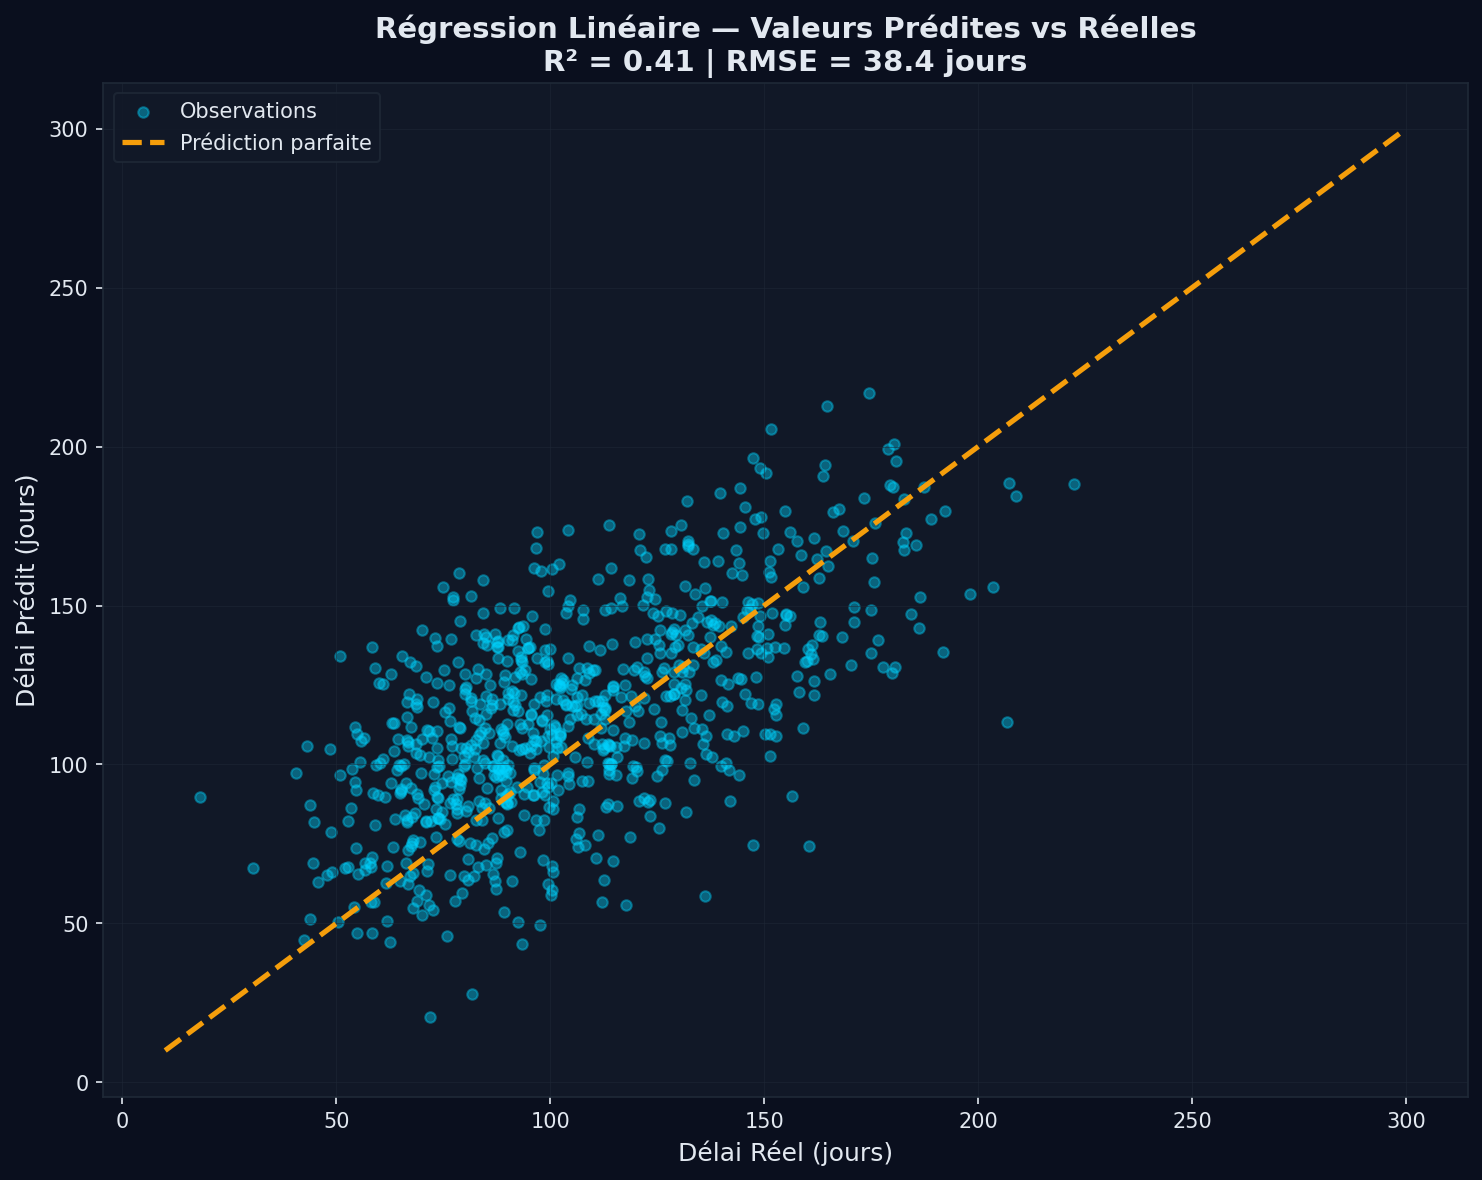 Régression Linéaire — Valeurs Prédites vs Réelles
R² = 0.41 | RMSE = 38.4 jours
Observations
Prédiction parfaite
300
250
200
150
100
50
0
Délai Prédit (jours)
0 50 100 150 200 250 300
Délai Réel (jours)